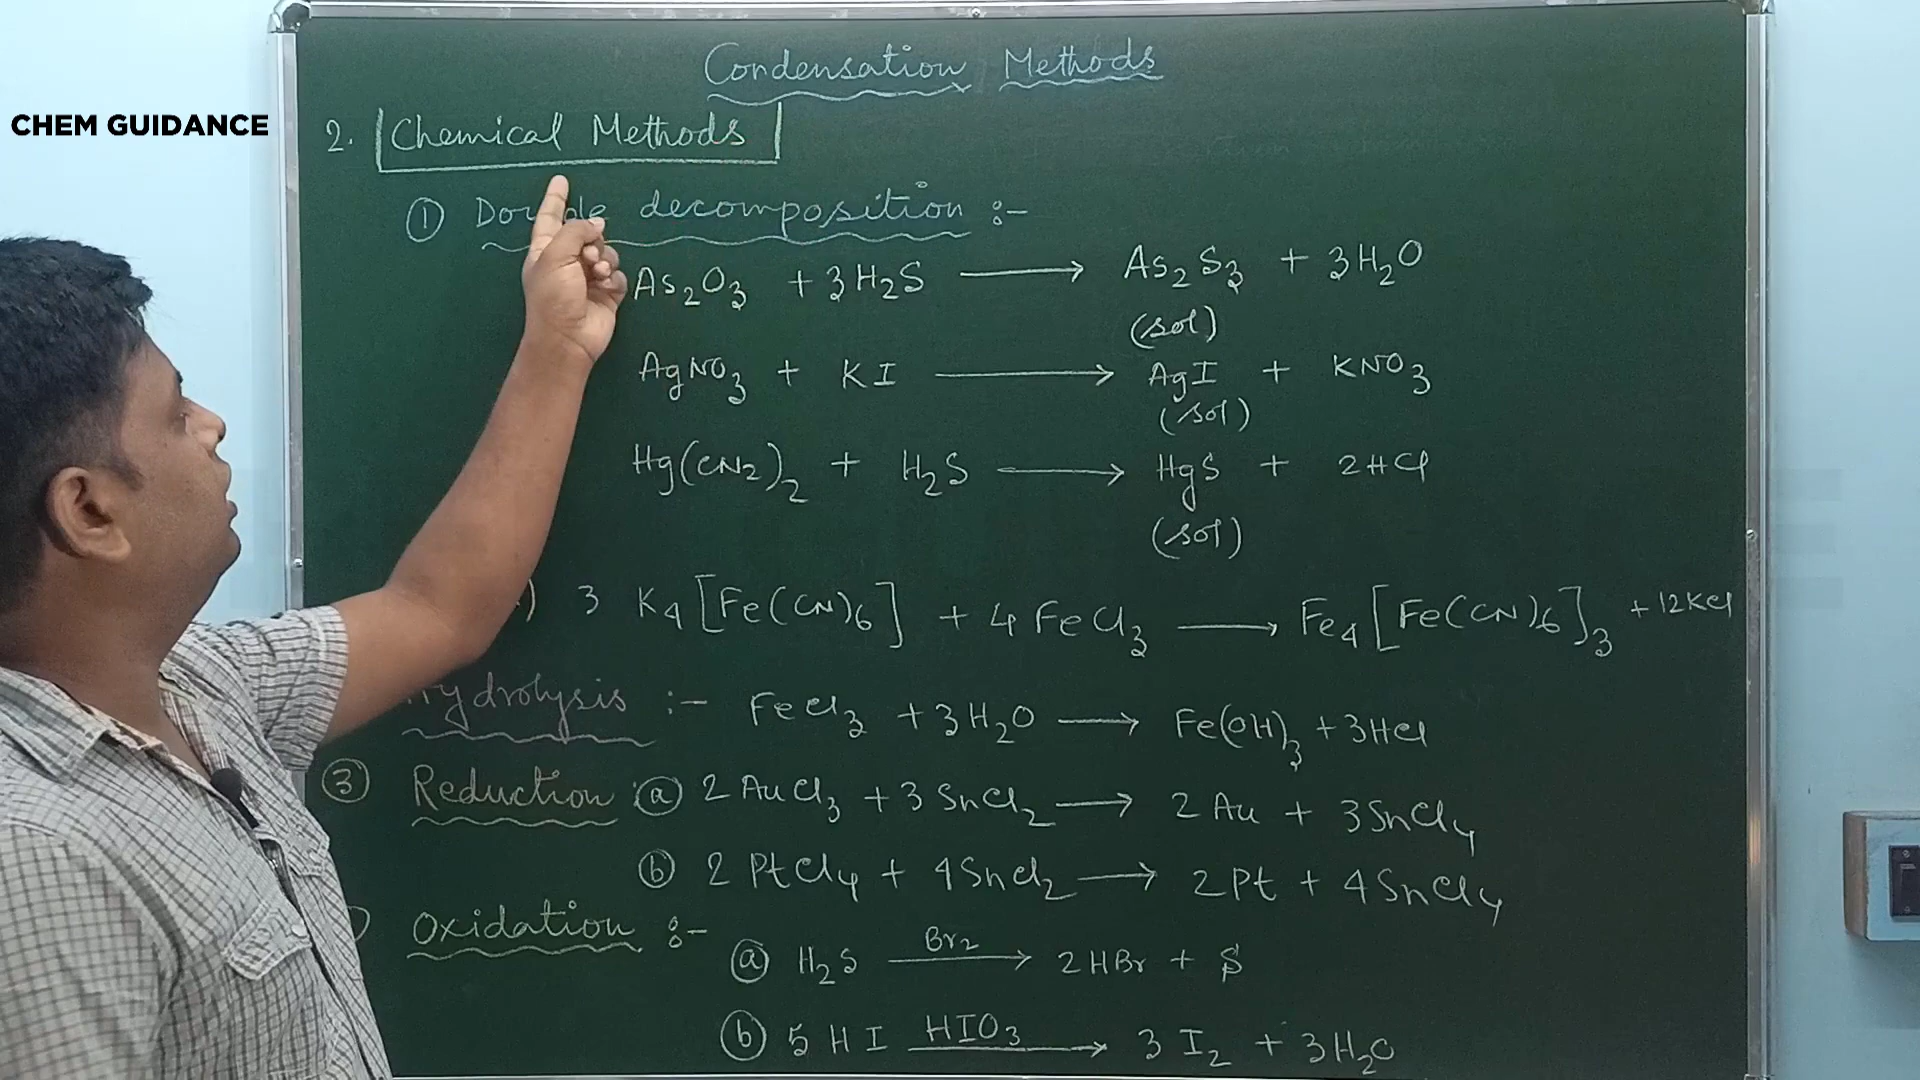 Condensation Methods
CHEM GUIDANCE
2. Chemical Methods
① Double decomposition :-
As₂O₃ + 3H₂S ⟶ As₂S₃ + 3H₂O
(sol)
AgNO₃ + KI ⟶ AgI + KNO₃
(sol)
Hg(CN2)₂ + H₂S ⟶ HgS + 2HCl
(sol)
) 3 K₄[Fe(CN)₆] + 4FeCl₃ ⟶ Fe₄[Fe(CN)₆]₃ + 12KCl
Hydrolysis :- FeCl₃ + 3H₂O ⟶ Fe(OH)₃ + 3HCl
③ Reduction ⓐ 2AuCl₃ + 3SnCl₂ ⟶ 2Au + 3SnCl₄
ⓑ 2PtCl₄ + 4SnCl₂ ⟶ 2Pt + 4SnCl₄
Oxidation :-
ⓐ H₂S ⟶ 2HBr + S
Br₂
ⓑ 5HI ⟶ 3I₂ + 3H₂O
HIO₃